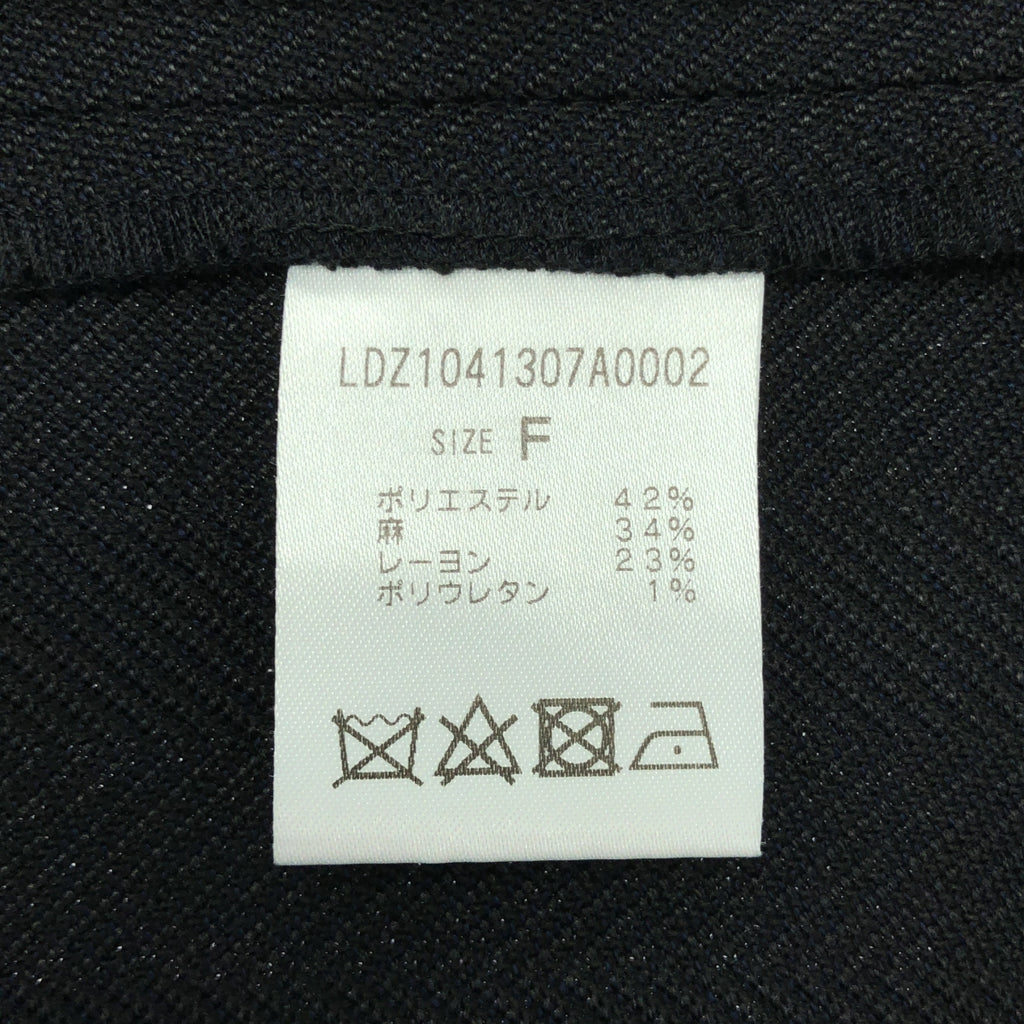 LDZ1041307A0002
SIZE F
ポリエステル 42%
麻 34%
レーヨン 23%
ポリウレタン 1%